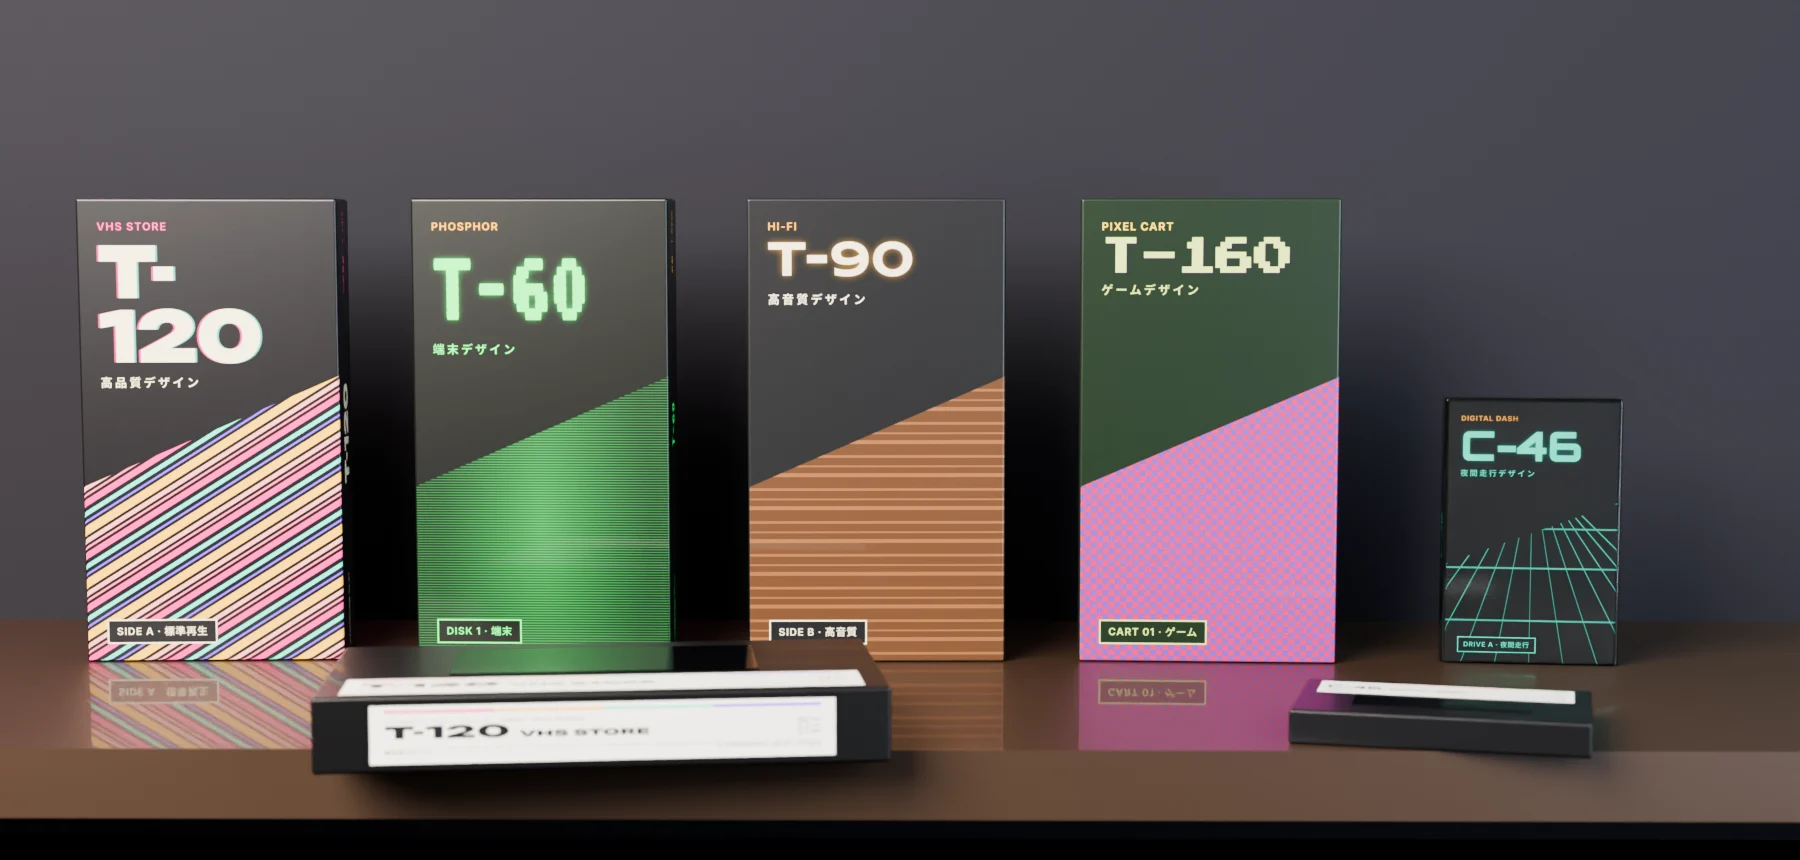 VHS STORE
T-
120
高品質デザイン
SIDE A・標準再生
PHOSPHOR
T-60
端末デザイン
DISK 1・端末
HI-FI
T-90
高音質デザイン
SIDE B・高音質
PIXEL CART
T-160
ゲームデザイン
CART 01・ゲーム
DIGITAL DASH
C-46
夜間走行デザイン
DRIVE A・夜間走行
T-120 VHS STORE